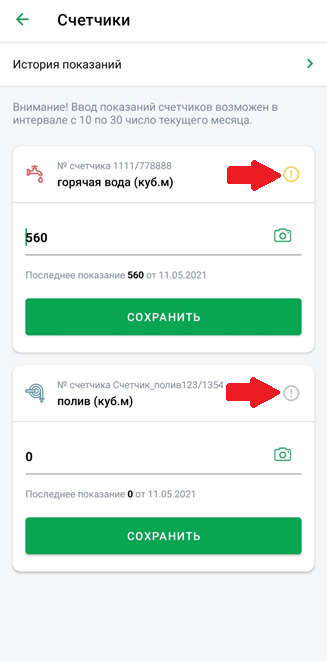 Счетчики
История показаний
Внимание! Ввод показаний счетчиков возможен в
интервале с 10 по 30 число текущего месяца.
№ счетчика 1111/778888
горячая вода (куб.м)
560
Последнее показание 560 от 11.05.2021
СОХРАНИТЬ
№ счетчика Счетчик_полив123/1354
полив (куб.м)
0
Последнее показание 0 от 11.05.2021
СОХРАНИТЬ